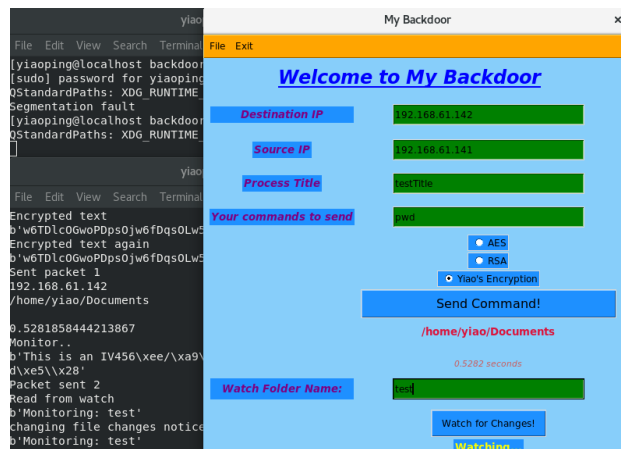 yiao
File Edit View Search Terminal
[yiaoping@localhost backdoor
[sudo] password for yiaoping
QStandardPaths: XDG_RUNTIME_
Segmentation fault
[yiaoping@localhost backdoor
QStandardPaths: XDG_RUNTIME_
yiao
File Edit View Search Terminal
Encrypted text
b'w6TDlcOGwoPDpsOjw6fDqsOLw5
Encrypted text again
b'w6TDlcOGwoPDpsOjw6fDqsOLw5
Sent packet 1
192.168.61.142
/home/yiao/Documents
0.5281858444213867
Monitor..
b'This is an IV456\xee/\xa9\
d\xe5\\x28'
Packet sent 2
Read from watch
b'Monitoring: test'
changing file changes notice
b'Monitoring: test'
My Backdoor ×
File Exit
Welcome to My Backdoor
Destination IP 192.168.61.142
Source IP 192.168.61.141
Process Title testTitle
Your commands to send pwd
AES
RSA
Yiao's Encryption
Send Command!
/home/yiao/Documents
0.5282 seconds
Watch Folder Name: test
Watch for Changes!
Watching...